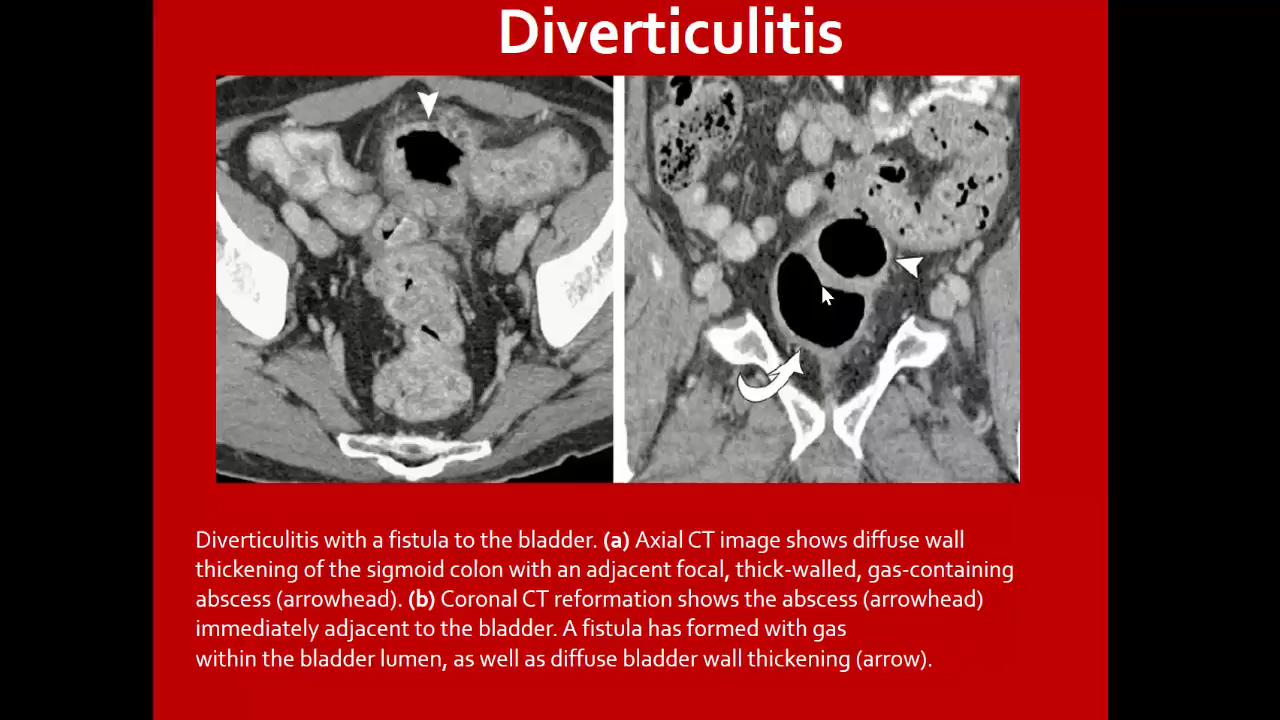 Diverticulitis
Diverticulitis with a fistula to the bladder. (a) Axial CT image shows diffuse wall
thickening of the sigmoid colon with an adjacent focal, thick-walled, gas-containing
abscess (arrowhead). (b) Coronal CT reformation shows the abscess (arrowhead)
immediately adjacent to the bladder. A fistula has formed with gas
within the bladder lumen, as well as diffuse bladder wall thickening (arrow).